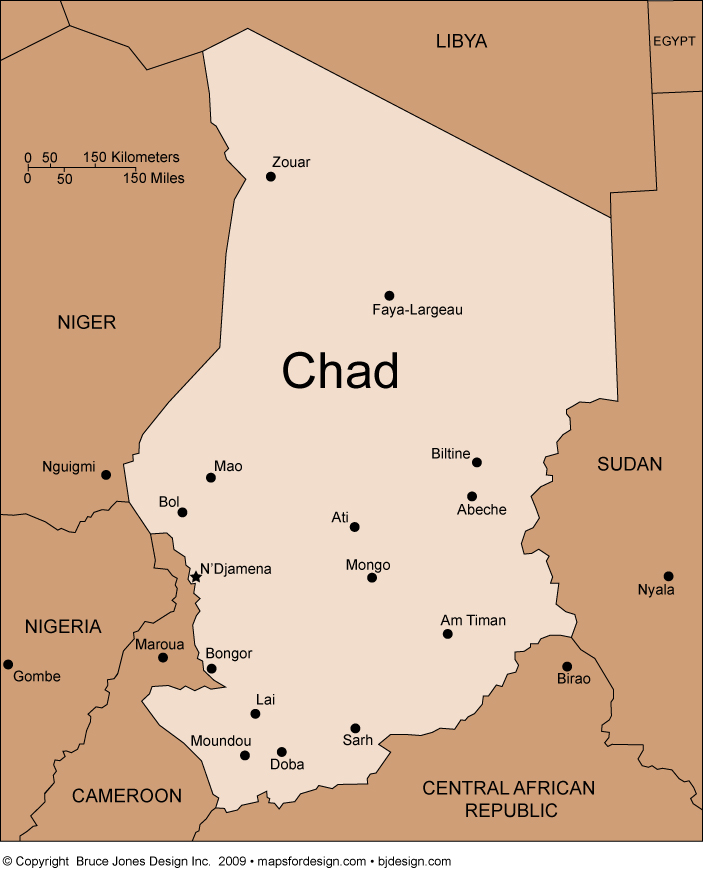 LIBYA
EGYPT
0 50 150 Kilometers
0 50 150 Miles
Zouar
Faya-Largeau
NIGER
Chad
Nguigmi
Mao
Biltine
SUDAN
Bol
Abeche
Ati
N'Djamena
Mongo
Nyala
NIGERIA
Am Timan
Maroua
Bongor
Gombe
Birao
Lai
Moundou
Sarh
Doba
CAMEROON
CENTRAL AFRICAN
REPUBLIC
© Copyright Bruce Jones Design Inc. 2009 • mapsfordesign.com • bjdesign.com